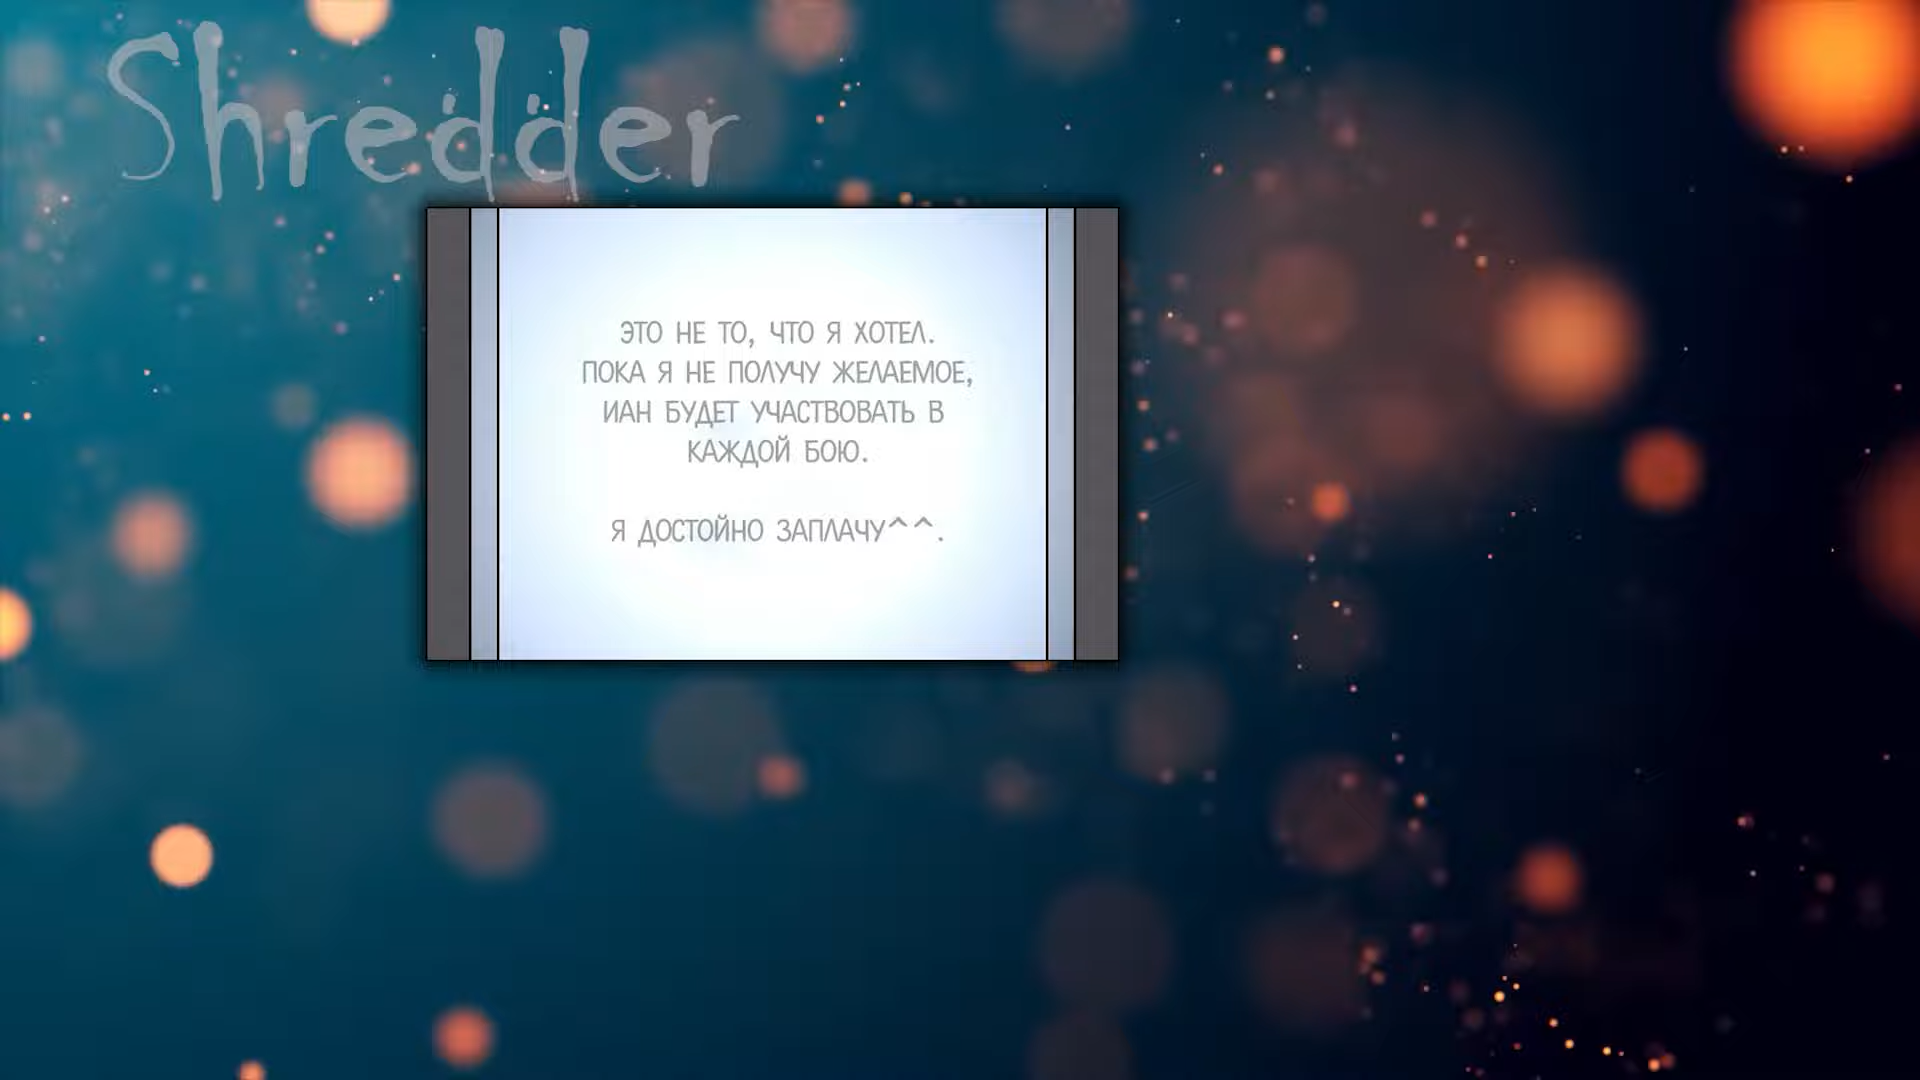 Shredder
ЭТО НЕ ТО, ЧТО Я ХОТЕЛ.
ПОКА Я НЕ ПОЛУЧУ ЖЕЛАЕМОЕ,
ИАН БУДЕТ УЧАСТВОВАТЬ В
КАЖДОЙ БОЮ.
Я ДОСТОЙНО ЗАПЛАЧУ^^.